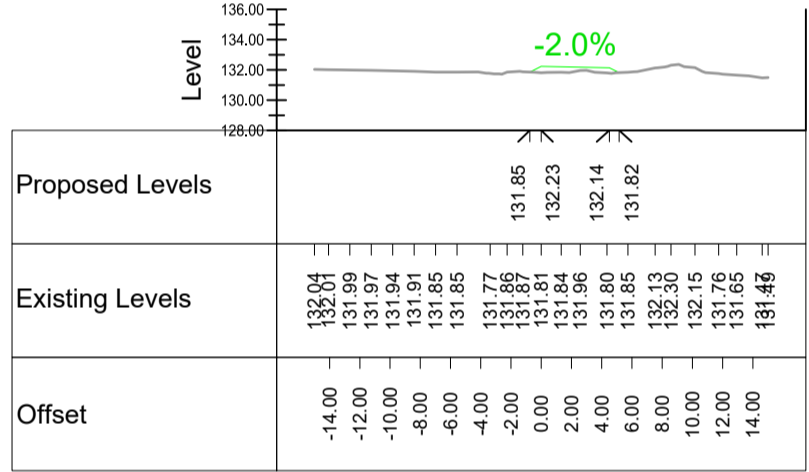 136.00
134.00
132.00
130.00
128.00
Level
-2.0%
Proposed Levels
131.85 132.23 132.14 131.82
Existing Levels
132.04 132.01 131.99 131.97 131.94 131.91 131.85 131.85 131.77 131.86 131.87 131.81 131.84 131.96 131.80 131.85 132.13 132.30 132.15 131.76 131.65 131.47 131.49
Offset
-14.00 -12.00 -10.00 -8.00 -6.00 -4.00 -2.00 0.00 2.00 4.00 6.00 8.00 10.00 12.00 14.00